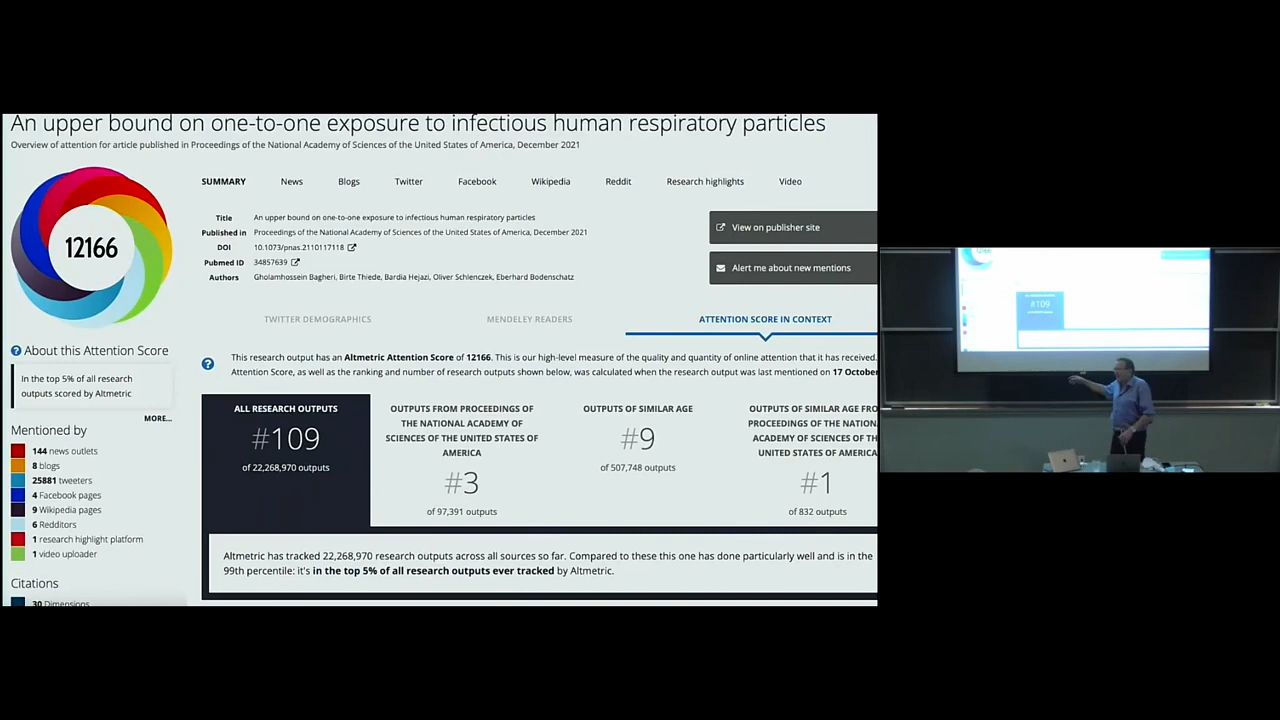 An upper bound on one-to-one exposure to infectious human respiratory particles
Overview of attention for article published in Proceedings of the National Academy of Sciences of the United States of America, December 2021
12166
SUMMARY News Blogs Twitter Facebook Wikipedia Reddit Research highlights Video
Title An upper bound on one-to-one exposure to infectious human respiratory particles
Published in Proceedings of the National Academy of Sciences of the United States of America, December 2021
DOI 10.1073/pnas.2110117118
Pubmed ID 34857639
Authors Gholamhossein Bagheri, Birte Thiede, Bardia Hejazi, Oliver Schlenczek, Eberhard Bodenschatz
View on publisher site
Alert me about new mentions
TWITTER DEMOGRAPHICS MENDELEY READERS ATTENTION SCORE IN CONTEXT
? About this Attention Score
In the top 5% of all research
outputs scored by Altmetric
MORE...
Mentioned by
144 news outlets
8 blogs
25881 tweeters
4 Facebook pages
9 Wikipedia pages
6 Redditors
1 research highlight platform
1 video uploader
Citations
30 Dimensions
? This research output has an Altmetric Attention Score of 12166. This is our high-level measure of the quality and quantity of online attention that it has received.
Attention Score, as well as the ranking and number of research outputs shown below, was calculated when the research output was last mentioned on 17 October
ALL RESEARCH OUTPUTS
#109
of 22,268,970 outputs
OUTPUTS FROM PROCEEDINGS OF
THE NATIONAL ACADEMY OF
SCIENCES OF THE UNITED STATES OF
AMERICA
#3
of 97,391 outputs
OUTPUTS OF SIMILAR AGE
#9
of 507,748 outputs
OUTPUTS OF SIMILAR AGE FRO
PROCEEDINGS OF THE NATIONA
ACADEMY OF SCIENCES OF TH
UNITED STATES OF AMERICA
#1
of 832 outputs
Altmetric has tracked 22,268,970 research outputs across all sources so far. Compared to these this one has done particularly well and is in the
99th percentile: it's in the top 5% of all research outputs ever tracked by Altmetric.
#109